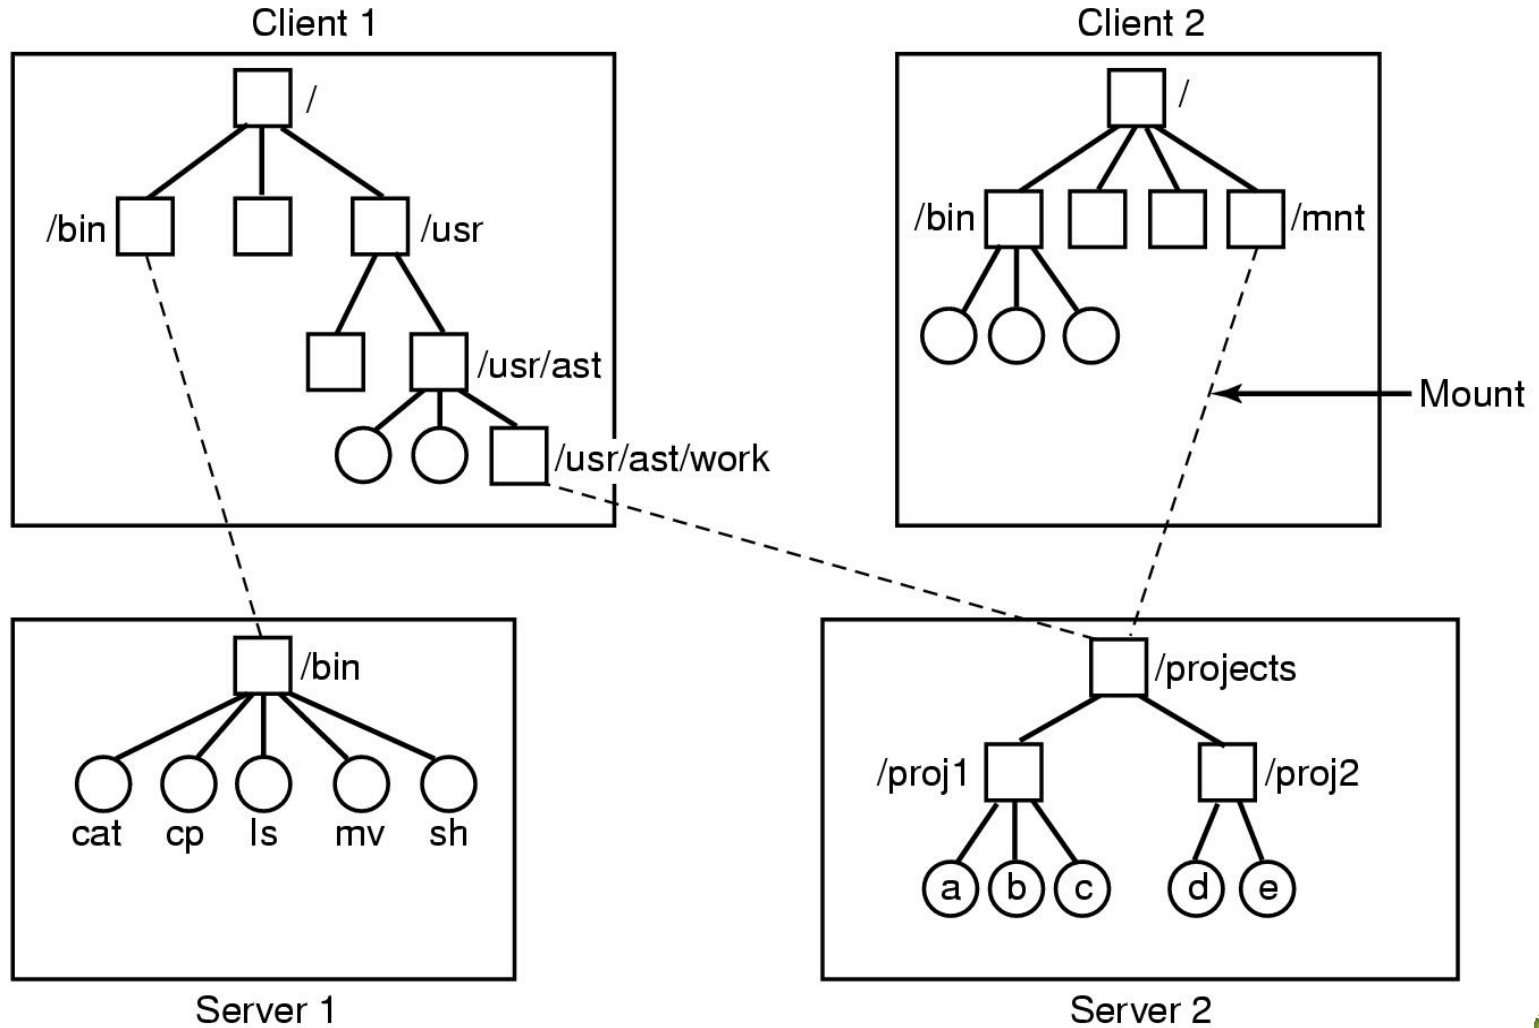 Client 1
Client 2
/
/
/bin
/usr
/bin
/mnt
/usr/ast
Mount
/usr/ast/work
/bin
/projects
/proj1
/proj2
cat
cp
ls
mv
sh
a
b
c
d
e
Server 1
Server 2